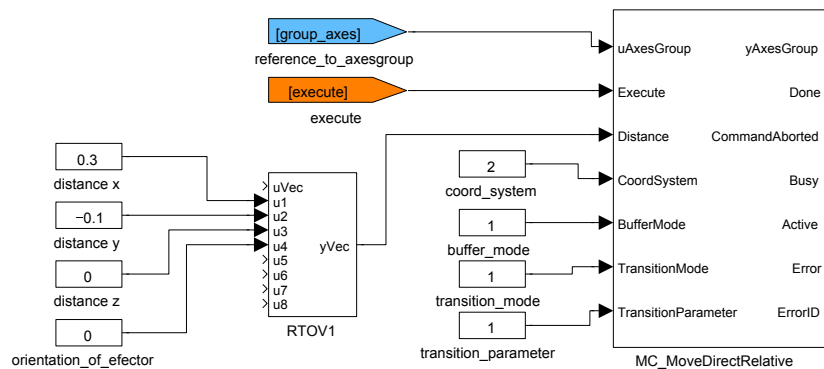 [group_axes]
reference_to_axesgroup
[execute]
execute
0.3
distance x
−0.1
distance y
0
distance z
0
orientation_of_efector
uVec
u1
u2
u3
u4
u5
u6
u7
u8
yVec
RTOV1
2
coord_system
1
buffer_mode
1
transition_mode
1
transition_parameter
uAxesGroup yAxesGroup
Execute Done
Distance CommandAborted
CoordSystem Busy
BufferMode Active
TransitionMode Error
TransitionParameter ErrorID
MC_MoveDirectRelative